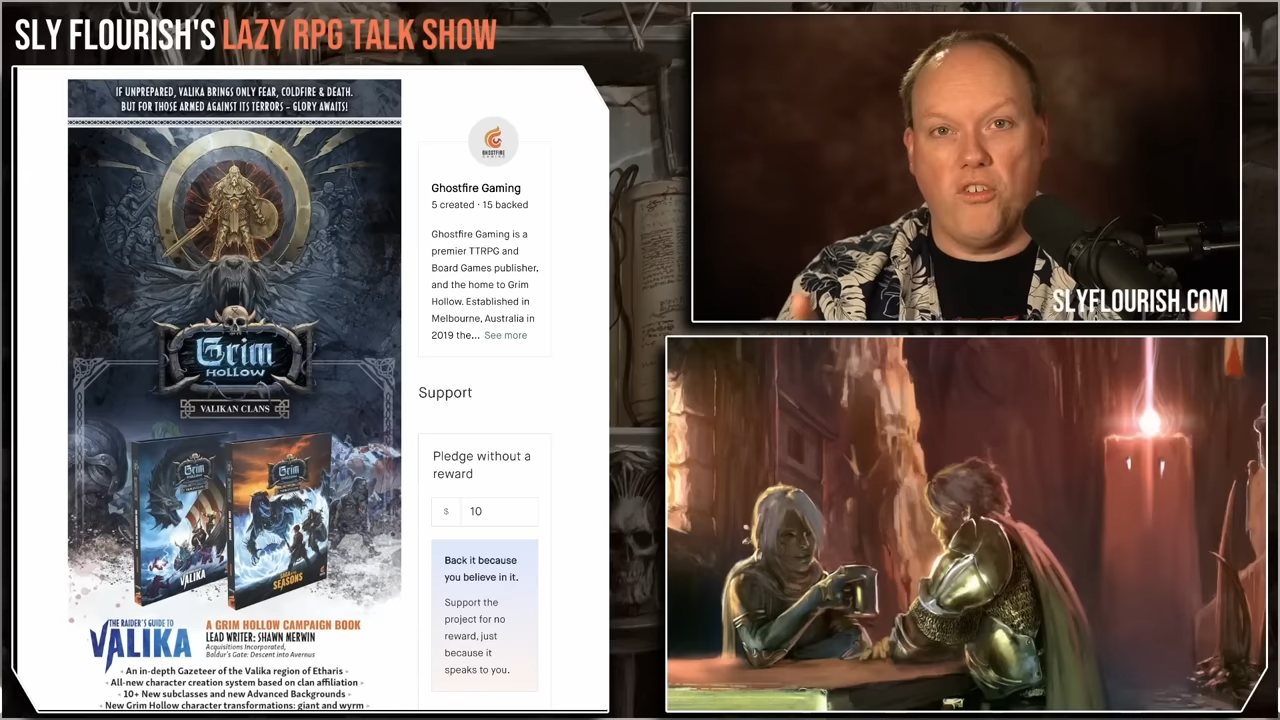 SLY FLOURISH'S LAZY RPG TALK SHOW
IF UNPREPARED, VALIKA BRINGS ONLY FEAR, COLDFIRE & DEATH.
BUT FOR THOSE ARMED AGAINST ITS TERRORS – GLORY AWAITS!
Grim
HOLLOW
VALIKAN CLANS
Grim
VALIKA
Grim
SEASONS
THE RAIDER'S GUIDE TO
VALIKA
A GRIM HOLLOW CAMPAIGN BOOK
LEAD WRITER: SHAWN MERWIN
Acquisitions Incorporated,
Baldur's Gate: Descent into Avernus
- An in-depth Gazeteer of the Valika region of Etharis -
- All-new character creation system based on clan affiliation -
- 10+ New subclasses and new Advanced Backgrounds -
- New Grim Hollow character transformations: giant and wyrm -
GHOSTFIRE
GAMING
Ghostfire Gaming
5 created · 15 backed
Ghostfire Gaming is a
premier TTRPG and
Board Games publisher,
and the home to Grim
Hollow. Established in
Melbourne, Australia in
2019 the... See more
Support
Pledge without a
reward
$ 10
Back it because
you believe in it.
Support the
project for no
reward, just
because it
speaks to you.
SLYFLOURISH.COM